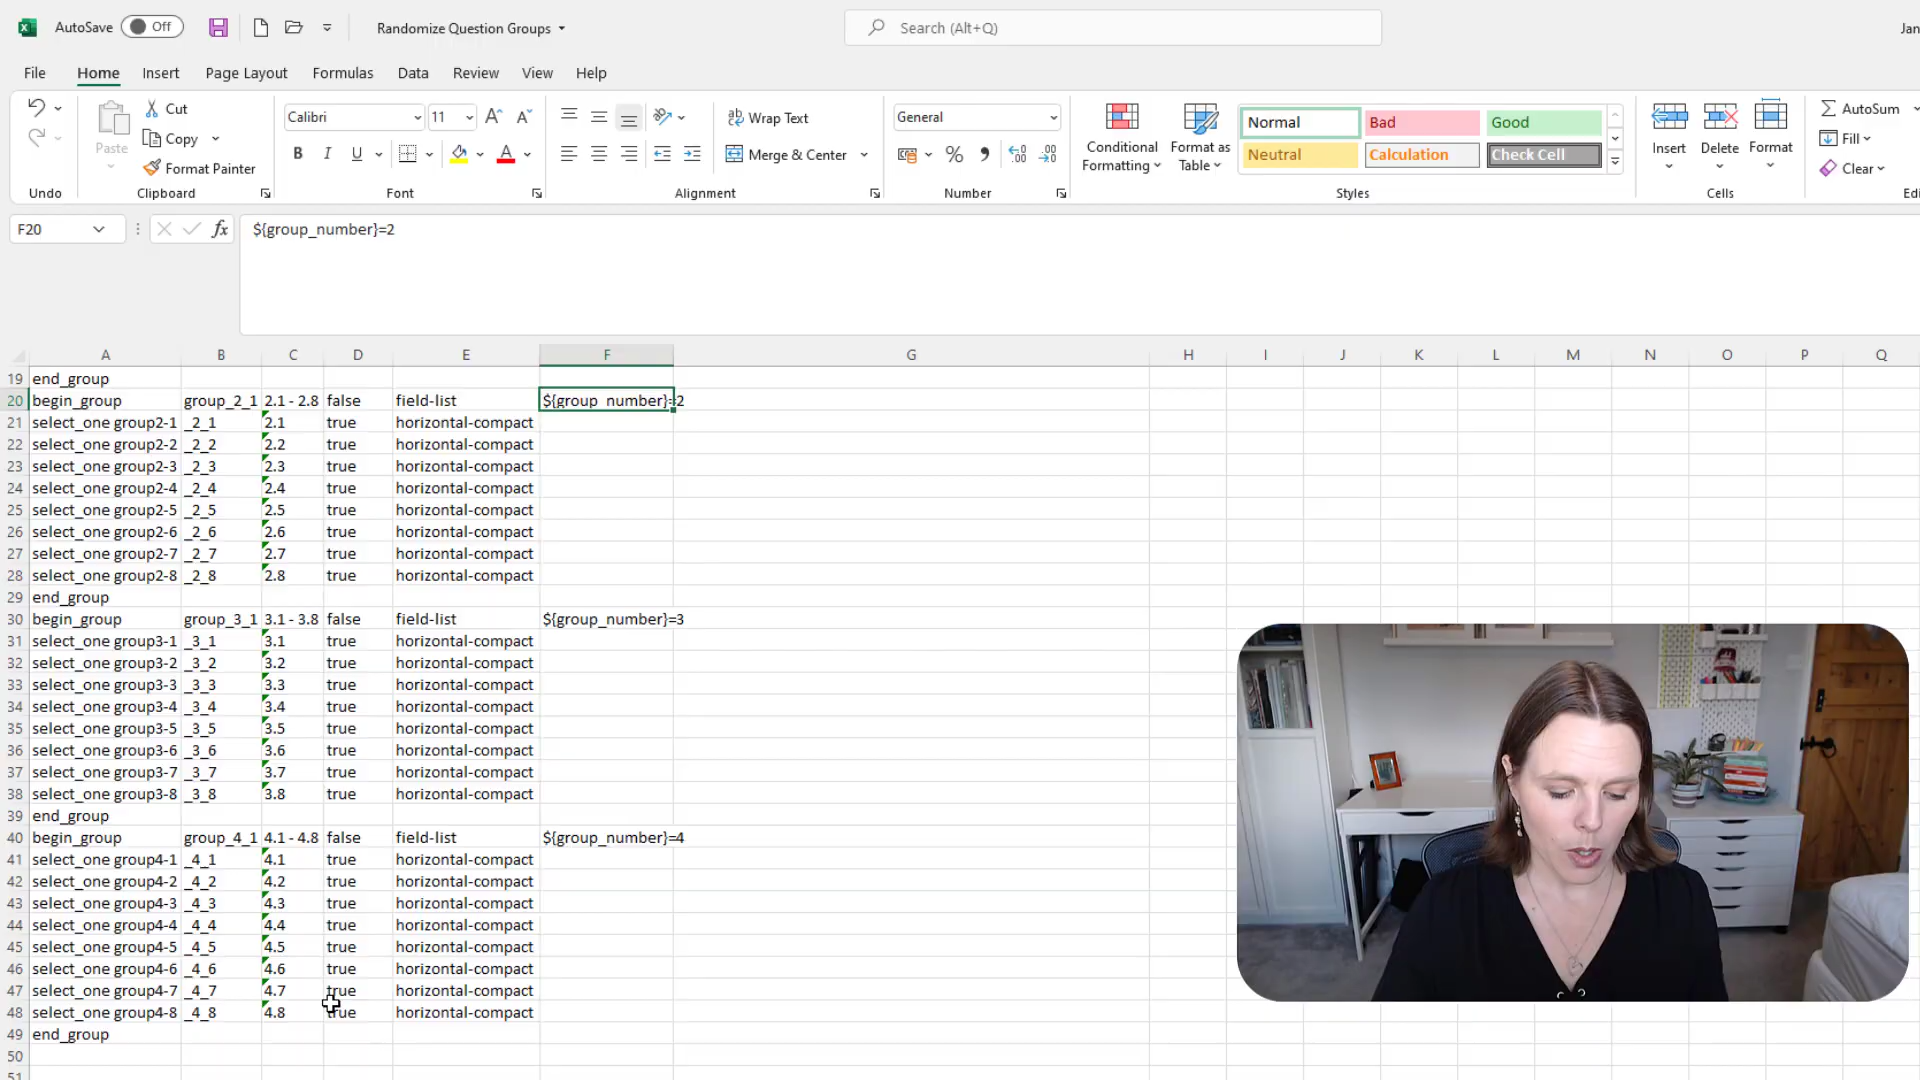 AutoSave Off Randomize Question Groups Search (Alt+Q) Jan
File Home Insert Page Layout Formulas Data Review View Help
Cut Copy Format Painter Paste
Calibri 11
B I U A
Wrap Text
Merge & Center
General
Conditional Formatting
Format as Table
Normal Bad Good
Neutral Calculation Check Cell
Insert Delete Format
AutoSum
Fill
Clear
Undo Clipboard Font Alignment Number Styles Cells Edi
F20 fx ${group_number}=2
A B C D E F G H I J K L M N O P Q
19 end_group
20 begin_group group_2_1 2.1 - 2.8 false field-list ${group_number}=2
21 select_one group2-1 _2_1 2.1 true horizontal-compact
22 select_one group2-2 _2_2 2.2 true horizontal-compact
23 select_one group2-3 _2_3 2.3 true horizontal-compact
24 select_one group2-4 _2_4 2.4 true horizontal-compact
25 select_one group2-5 _2_5 2.5 true horizontal-compact
26 select_one group2-6 _2_6 2.6 true horizontal-compact
27 select_one group2-7 _2_7 2.7 true horizontal-compact
28 select_one group2-8 _2_8 2.8 true horizontal-compact
29 end_group
30 begin_group group_3_1 3.1 - 3.8 false field-list ${group_number}=3
31 select_one group3-1 _3_1 3.1 true horizontal-compact
32 select_one group3-2 _3_2 3.2 true horizontal-compact
33 select_one group3-3 _3_3 3.3 true horizontal-compact
34 select_one group3-4 _3_4 3.4 true horizontal-compact
35 select_one group3-5 _3_5 3.5 true horizontal-compact
36 select_one group3-6 _3_6 3.6 true horizontal-compact
37 select_one group3-7 _3_7 3.7 true horizontal-compact
38 select_one group3-8 _3_8 3.8 true horizontal-compact
39 end_group
40 begin_group group_4_1 4.1 - 4.8 false field-list ${group_number}=4
41 select_one group4-1 _4_1 4.1 true horizontal-compact
42 select_one group4-2 _4_2 4.2 true horizontal-compact
43 select_one group4-3 _4_3 4.3 true horizontal-compact
44 select_one group4-4 _4_4 4.4 true horizontal-compact
45 select_one group4-5 _4_5 4.5 true horizontal-compact
46 select_one group4-6 _4_6 4.6 true horizontal-compact
47 select_one group4-7 _4_7 4.7 true horizontal-compact
48 select_one group4-8 _4_8 4.8 true horizontal-compact
49 end_group
50
51